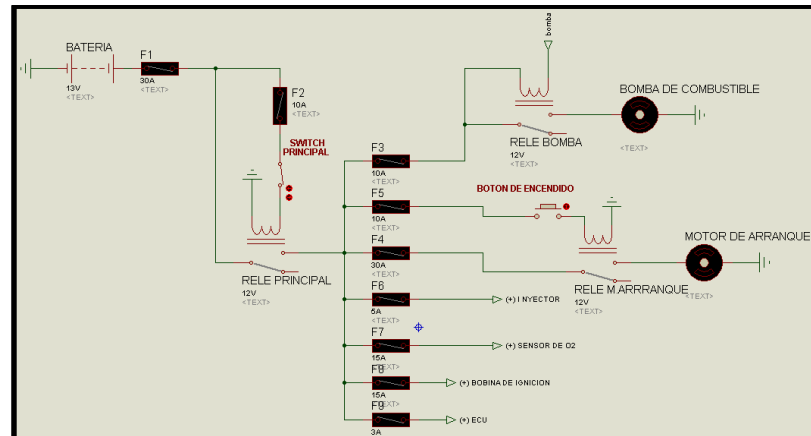 bomba
BATERIA
13V
<TEXT>
F1
30A
<TEXT>
F2
10A
<TEXT>
SWITCH
PRINCIPAL
RELE PRINCIPAL
12V
<TEXT>
F3
10A
<TEXT>
F5
10A
<TEXT>
F4
30A
<TEXT>
F6
5A
<TEXT>
F7
15A
<TEXT>
F8
15A
<TEXT>
F9
3A
RELE BOMBA
12V
<TEXT>
BOMBA DE COMBUSTIBLE
<TEXT>
BOTON DE ENCENDIDO
RELE M.ARRRANQUE
12V
<TEXT>
MOTOR DE ARRANQUE
<TEXT>
(+) I NYECTOR
(+) SENSOR DE O2
(+) BOBINA DE IGNICION
(+) ECU